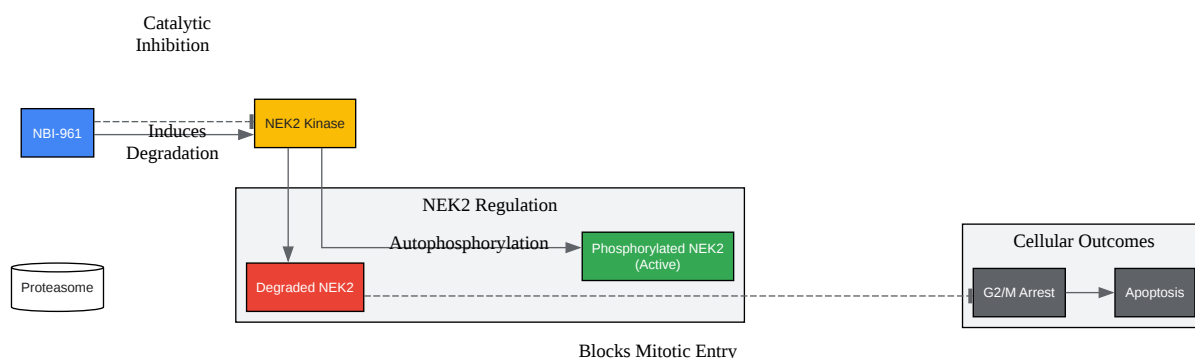 Catalytic
Inhibition
NBI-961
Induces
Degradation
NEK2 Kinase
NEK2 Regulation
Autophosphorylation
Phosphorylated NEK2
(Active)
Degraded NEK2
Proteasome
Cellular Outcomes
G2/M Arrest
Apoptosis
Blocks Mitotic Entry